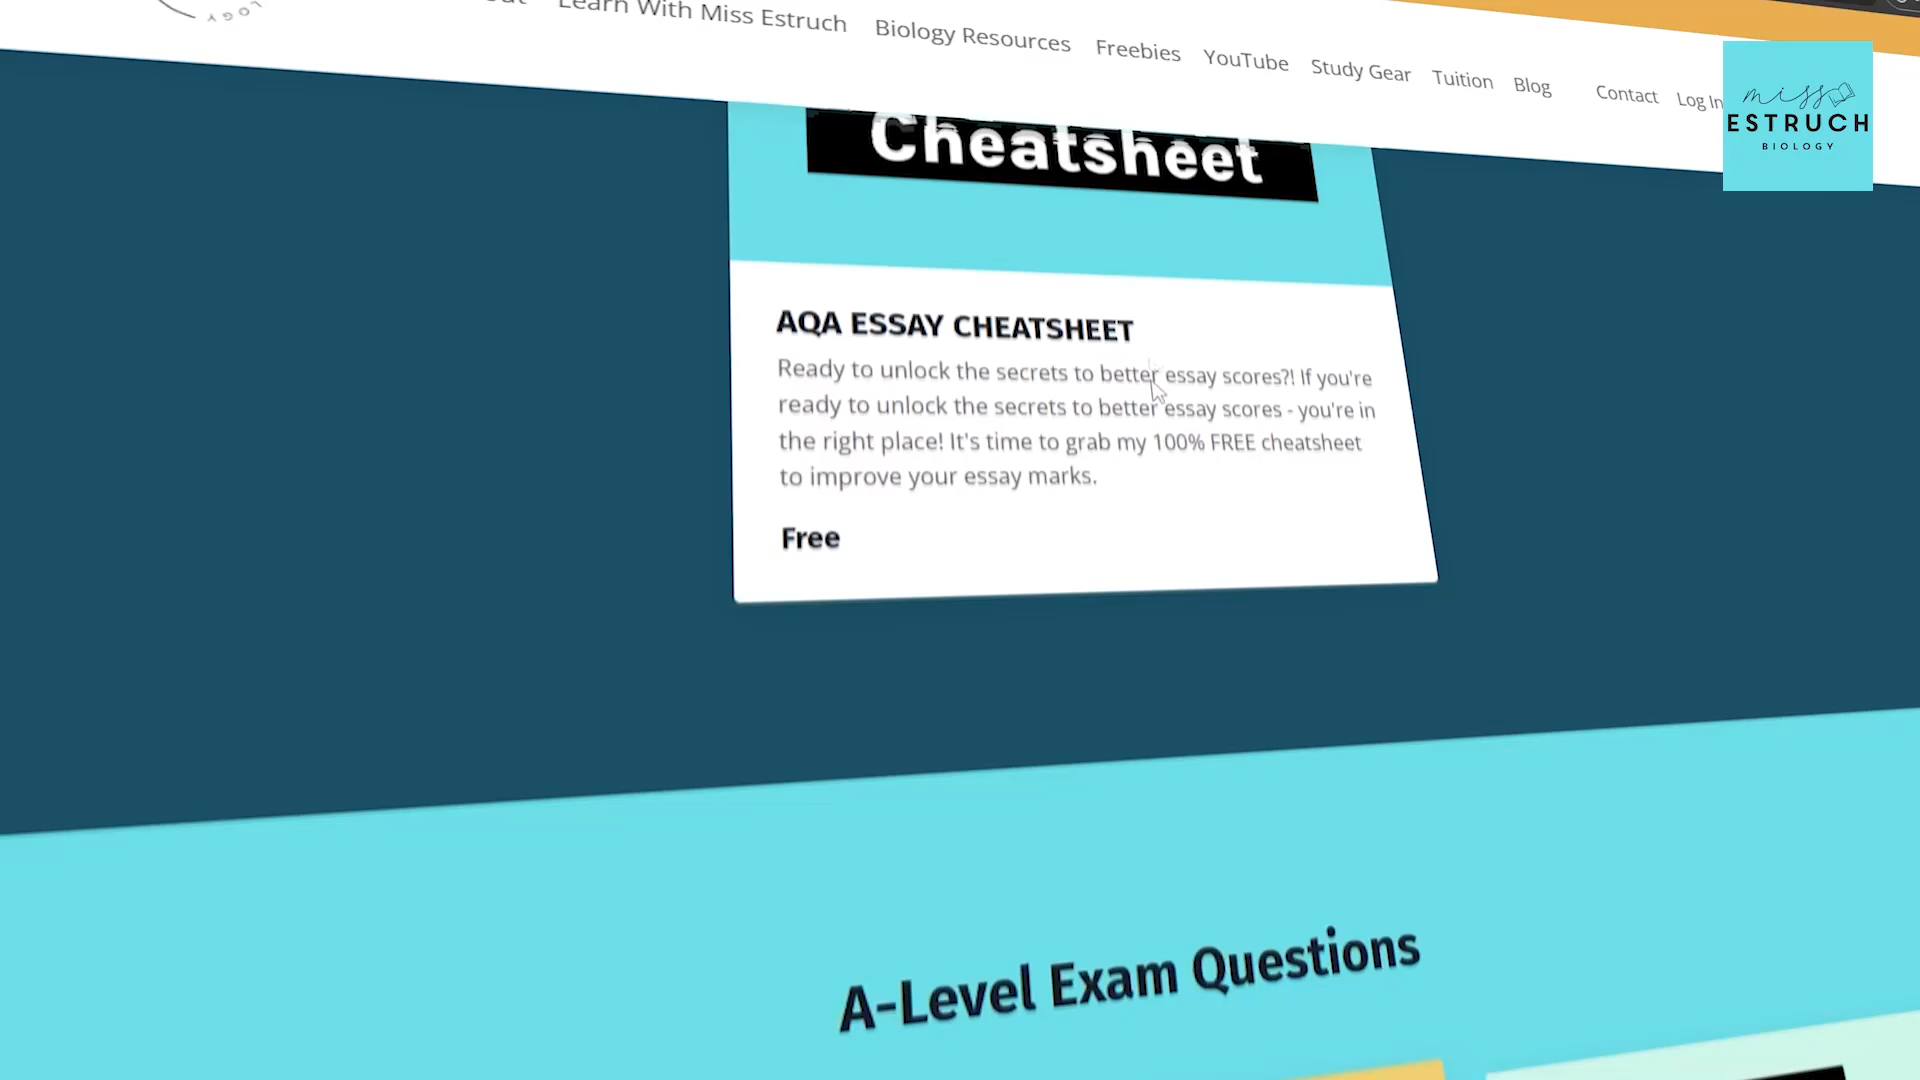 Learn With Miss Estruch
Biology Resources
Freebies
YouTube
Study Gear
Tuition
Blog
Contact
Log In
miss
ESTRUCH
BIOLOGY
Cheatsheet
AQA ESSAY CHEATSHEET
Ready to unlock the secrets to better essay scores?! If you're
ready to unlock the secrets to better essay scores - you're in
the right place! It's time to grab my 100% FREE cheatsheet
to improve your essay marks.
Free
A-Level Exam Questions